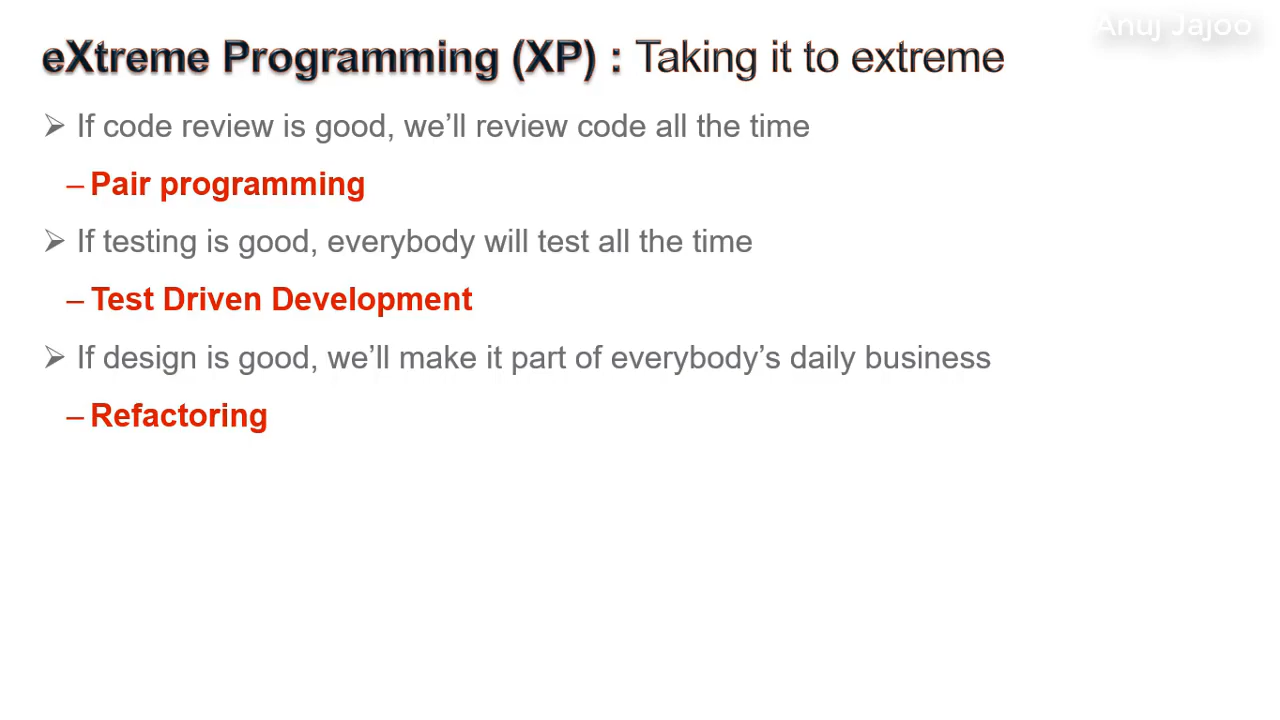 Anuj Jajoo
eXtreme Programming (XP) : Taking it to extreme
➢ If code review is good, we’ll review code all the time
– Pair programming
➢ If testing is good, everybody will test all the time
– Test Driven Development
➢ If design is good, we’ll make it part of everybody’s daily business
– Refactoring